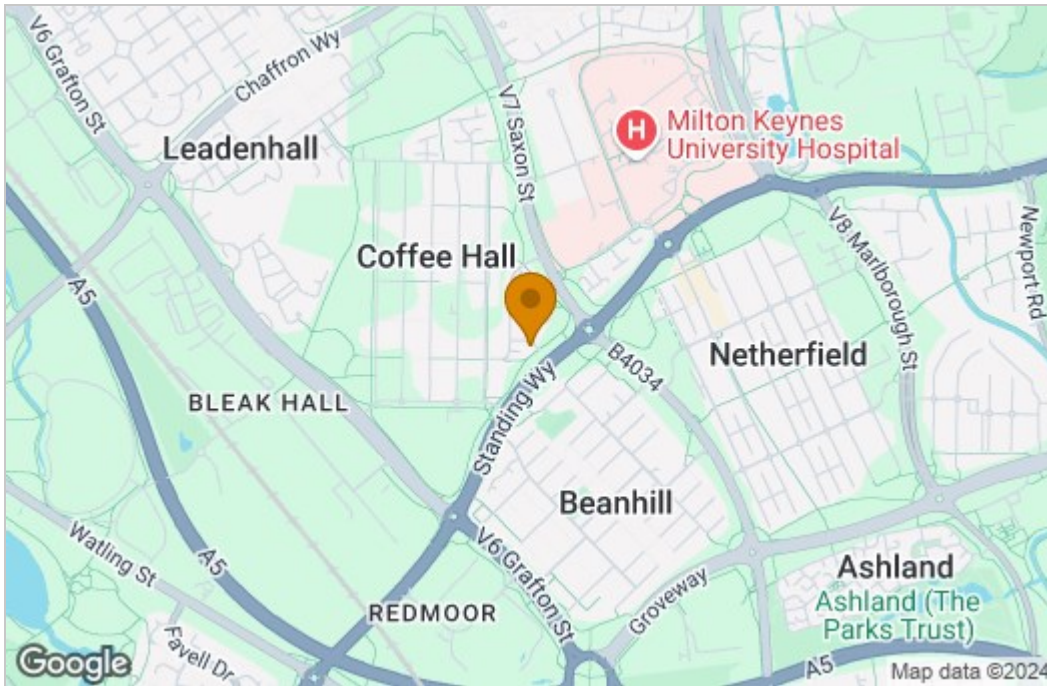 V6 Grafton St
Chaffron Wy
V7 Saxon St
Leadenhall
H
Milton Keynes
University Hospital
Coffee Hall
V8 Marlborough St
Newport Rd
A5
Standing Wy
B4034
Netherfield
BLEAK HALL
Beanhill
Watling St
A5
V6 Grafton St
Groveway
Ashland
Ashland (The
Parks Trust)
REDMOOR
Favell Dr
A5
Google
Map data ©2024